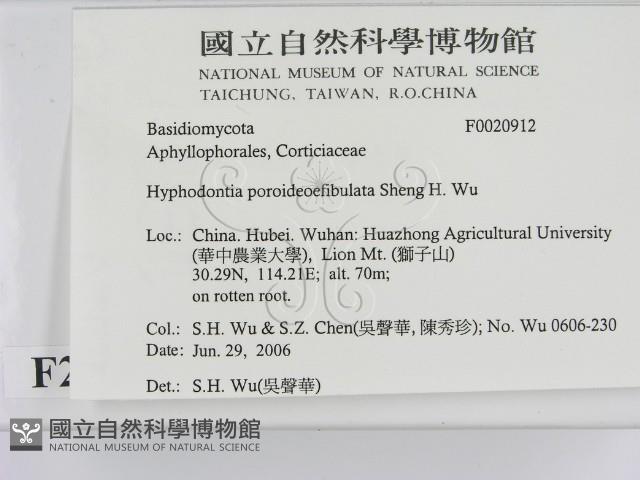 國立自然科學博物館
NATIONAL MUSEUM OF NATURAL SCIENCE
TAICHUNG, TAIWAN, R.O.CHINA
Basidiomycota F0020912
Aphyllophorales, Corticiaceae
Hyphodontia poroideoefibulata Sheng H. Wu
Loc.: China. Hubei. Wuhan: Huazhong Agricultural University
(華中農業大學), Lion Mt. (獅子山)
30.29N, 114.21E; alt. 70m;
on rotten root.
Col.: S.H. Wu & S.Z. Chen(吳聲華, 陳秀珍); No. Wu 0606-230
Date: Jun. 29, 2006
Det.: S.H. Wu(吳聲華)
國立自然科學博物館
NATIONAL MUSEUM OF NATURAL SCIENCE